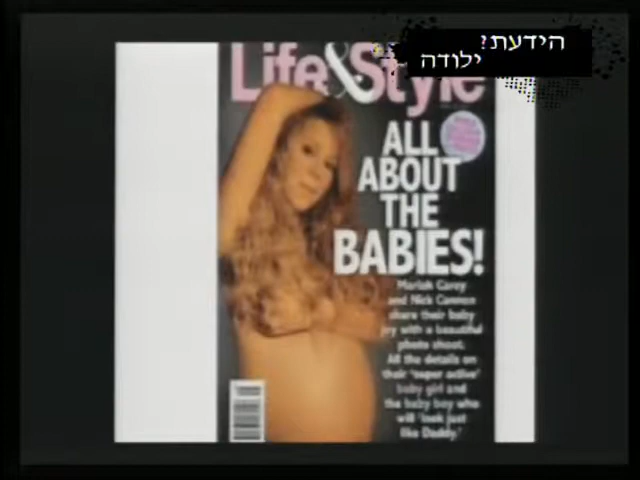 הידעת?
ילודה
Life & Style
ALL
ABOUT
THE
BABIES!
Mariah Carey
and Nick Cannon
share their baby
joy with a beautiful
photo shoot.
All the details on
their 'super active'
baby girl and
the baby boy who
will 'look just
like Daddy.'